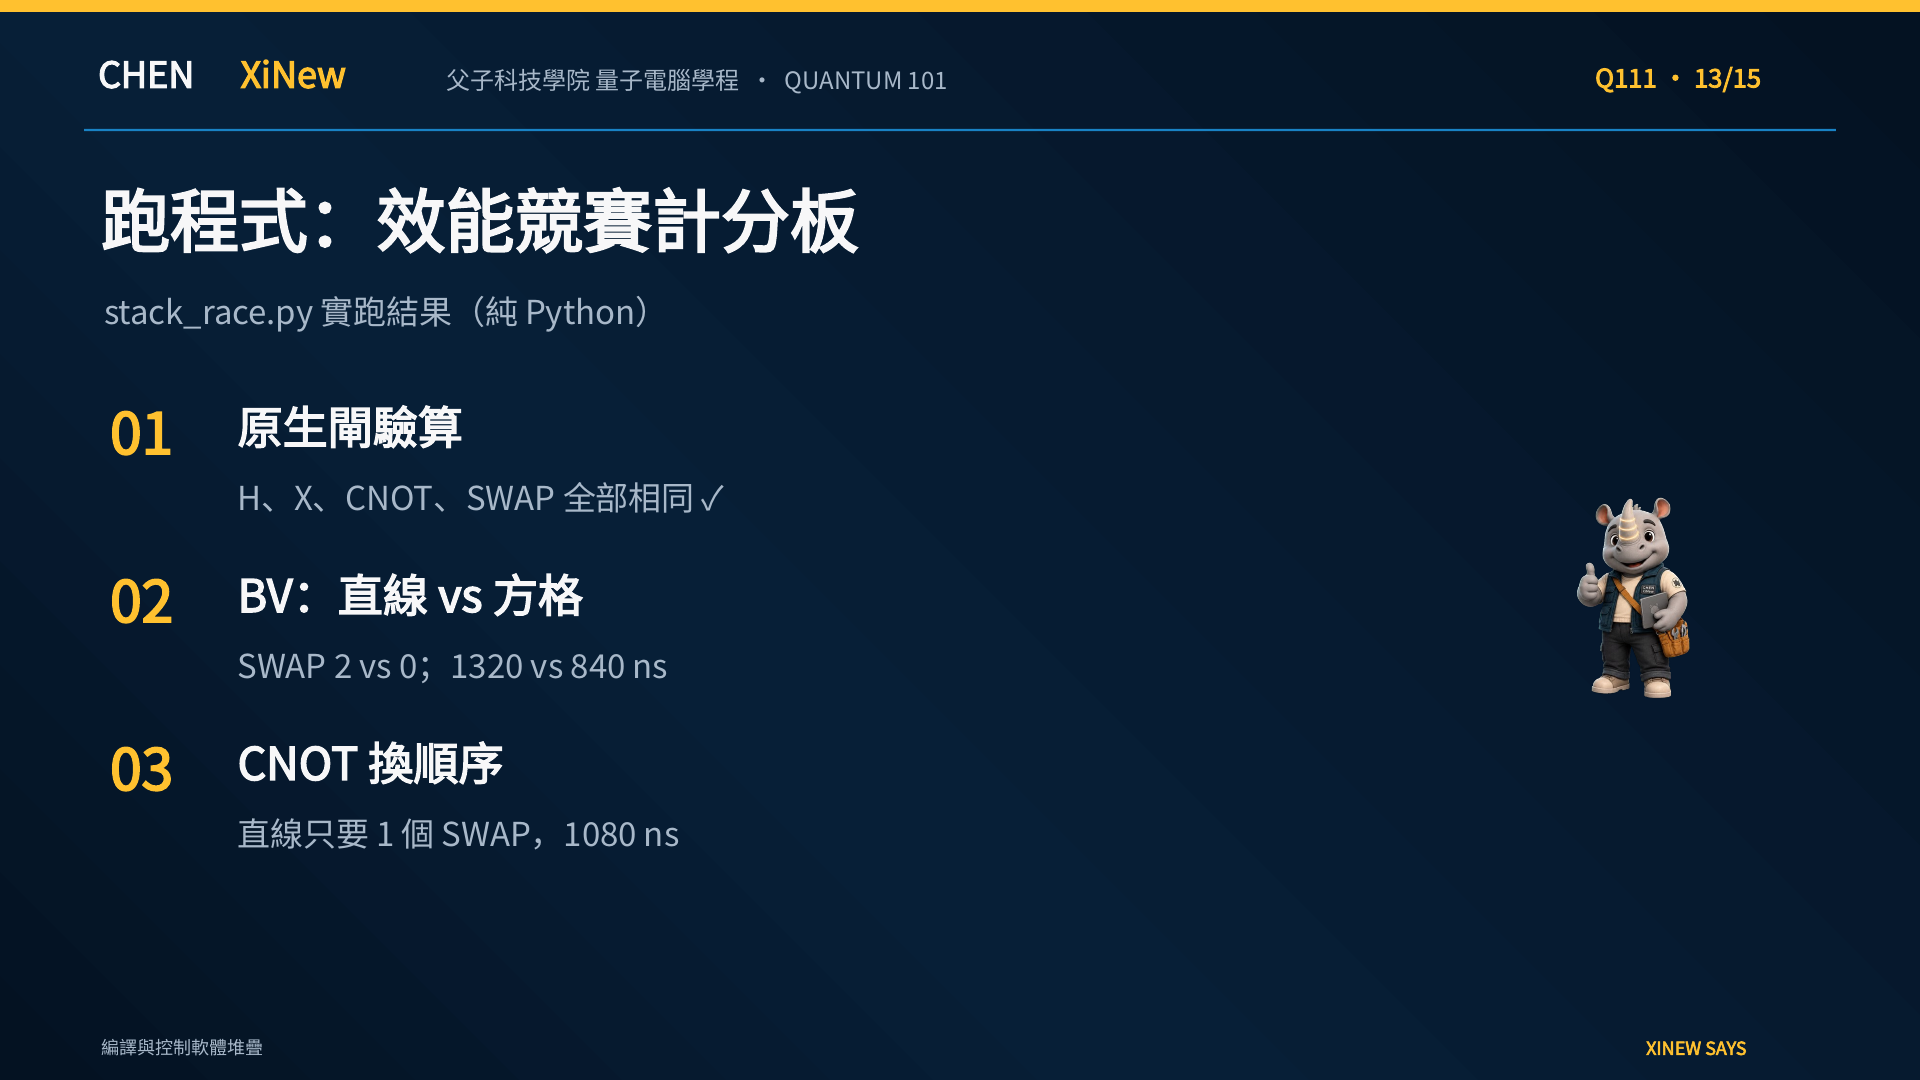 CHEN XiNew 父子科技學院 量子電腦學程 · QUANTUM 101 Q111 · 13/15
跑程式：效能競賽計分板
stack_race.py 實跑結果（純 Python）
01 原生閘驗算
H、X、CNOT、SWAP 全部相同 ✓
02 BV：直線 vs 方格
SWAP 2 vs 0；1320 vs 840 ns
03 CNOT 換順序
直線只要 1 個 SWAP，1080 ns
編譯與控制軟體堆疊 XINEW SAYS